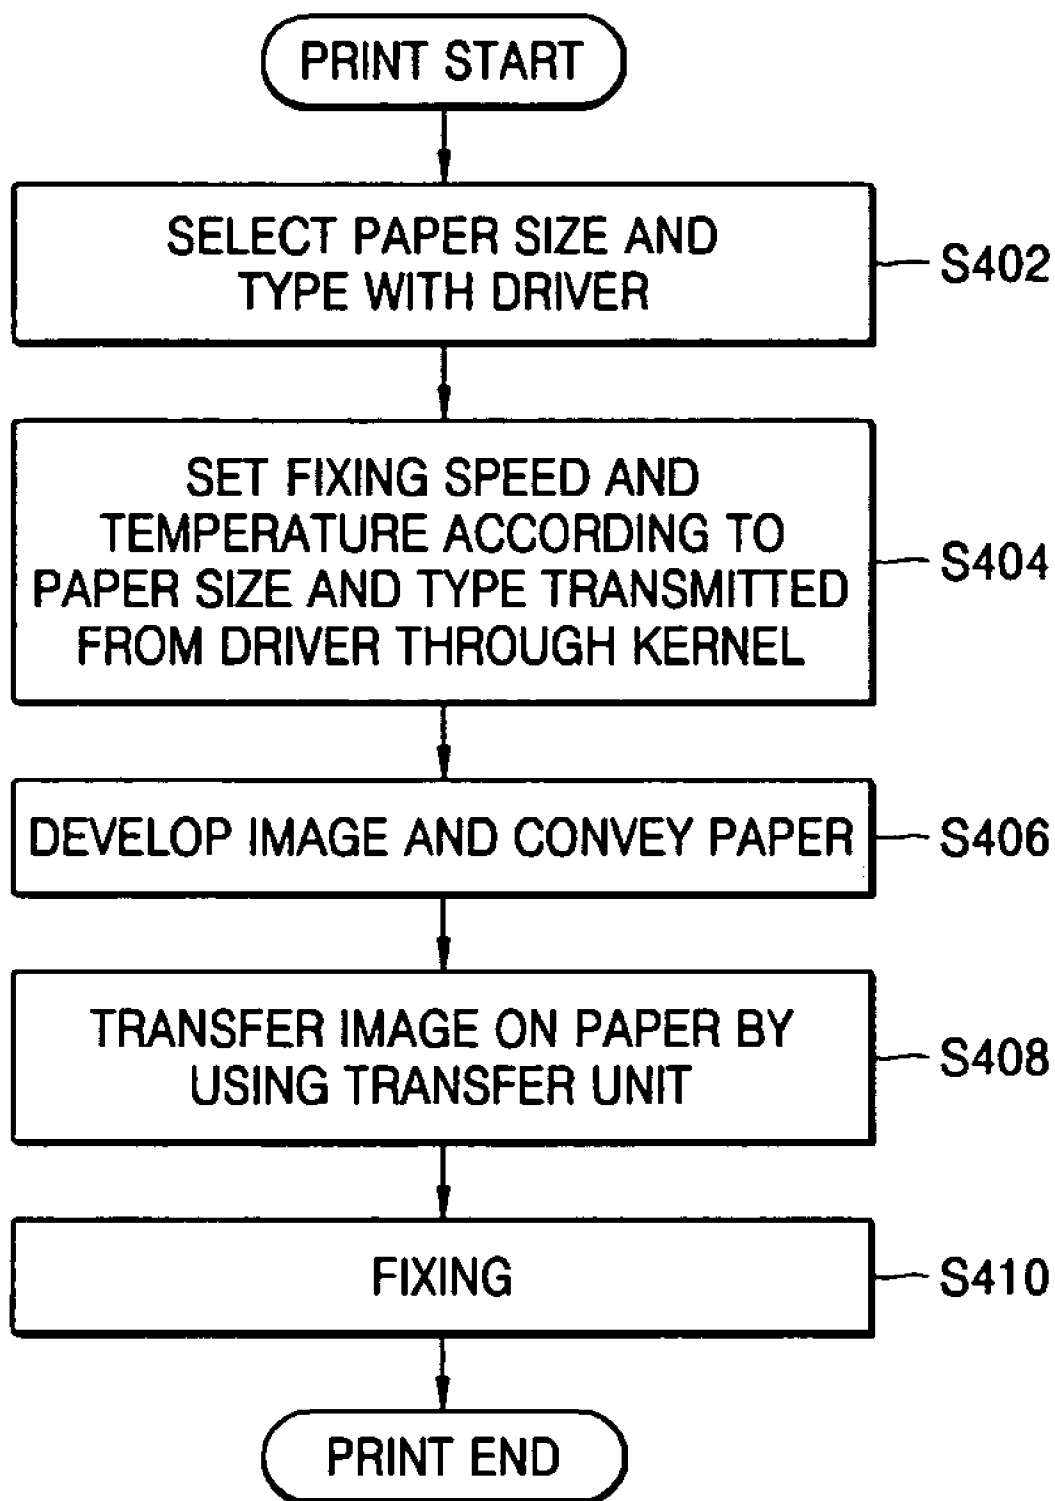 PRINT START
SELECT PAPER SIZE AND
TYPE WITH DRIVER
S402
SET FIXING SPEED AND
TEMPERATURE ACCORDING TO
PAPER SIZE AND TYPE TRANSMITTED
FROM DRIVER THROUGH KERNEL
S404
DEVELOP IMAGE AND CONVEY PAPER
S406
TRANSFER IMAGE ON PAPER BY
USING TRANSFER UNIT
S408
FIXING
S410
PRINT END